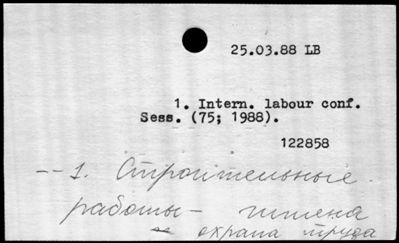 25.03.88 LB
1. Intern. labour conf.
Sess. (75; 1988).
122858
-- 1. Строительные
работы — гигиена
и охрана труда